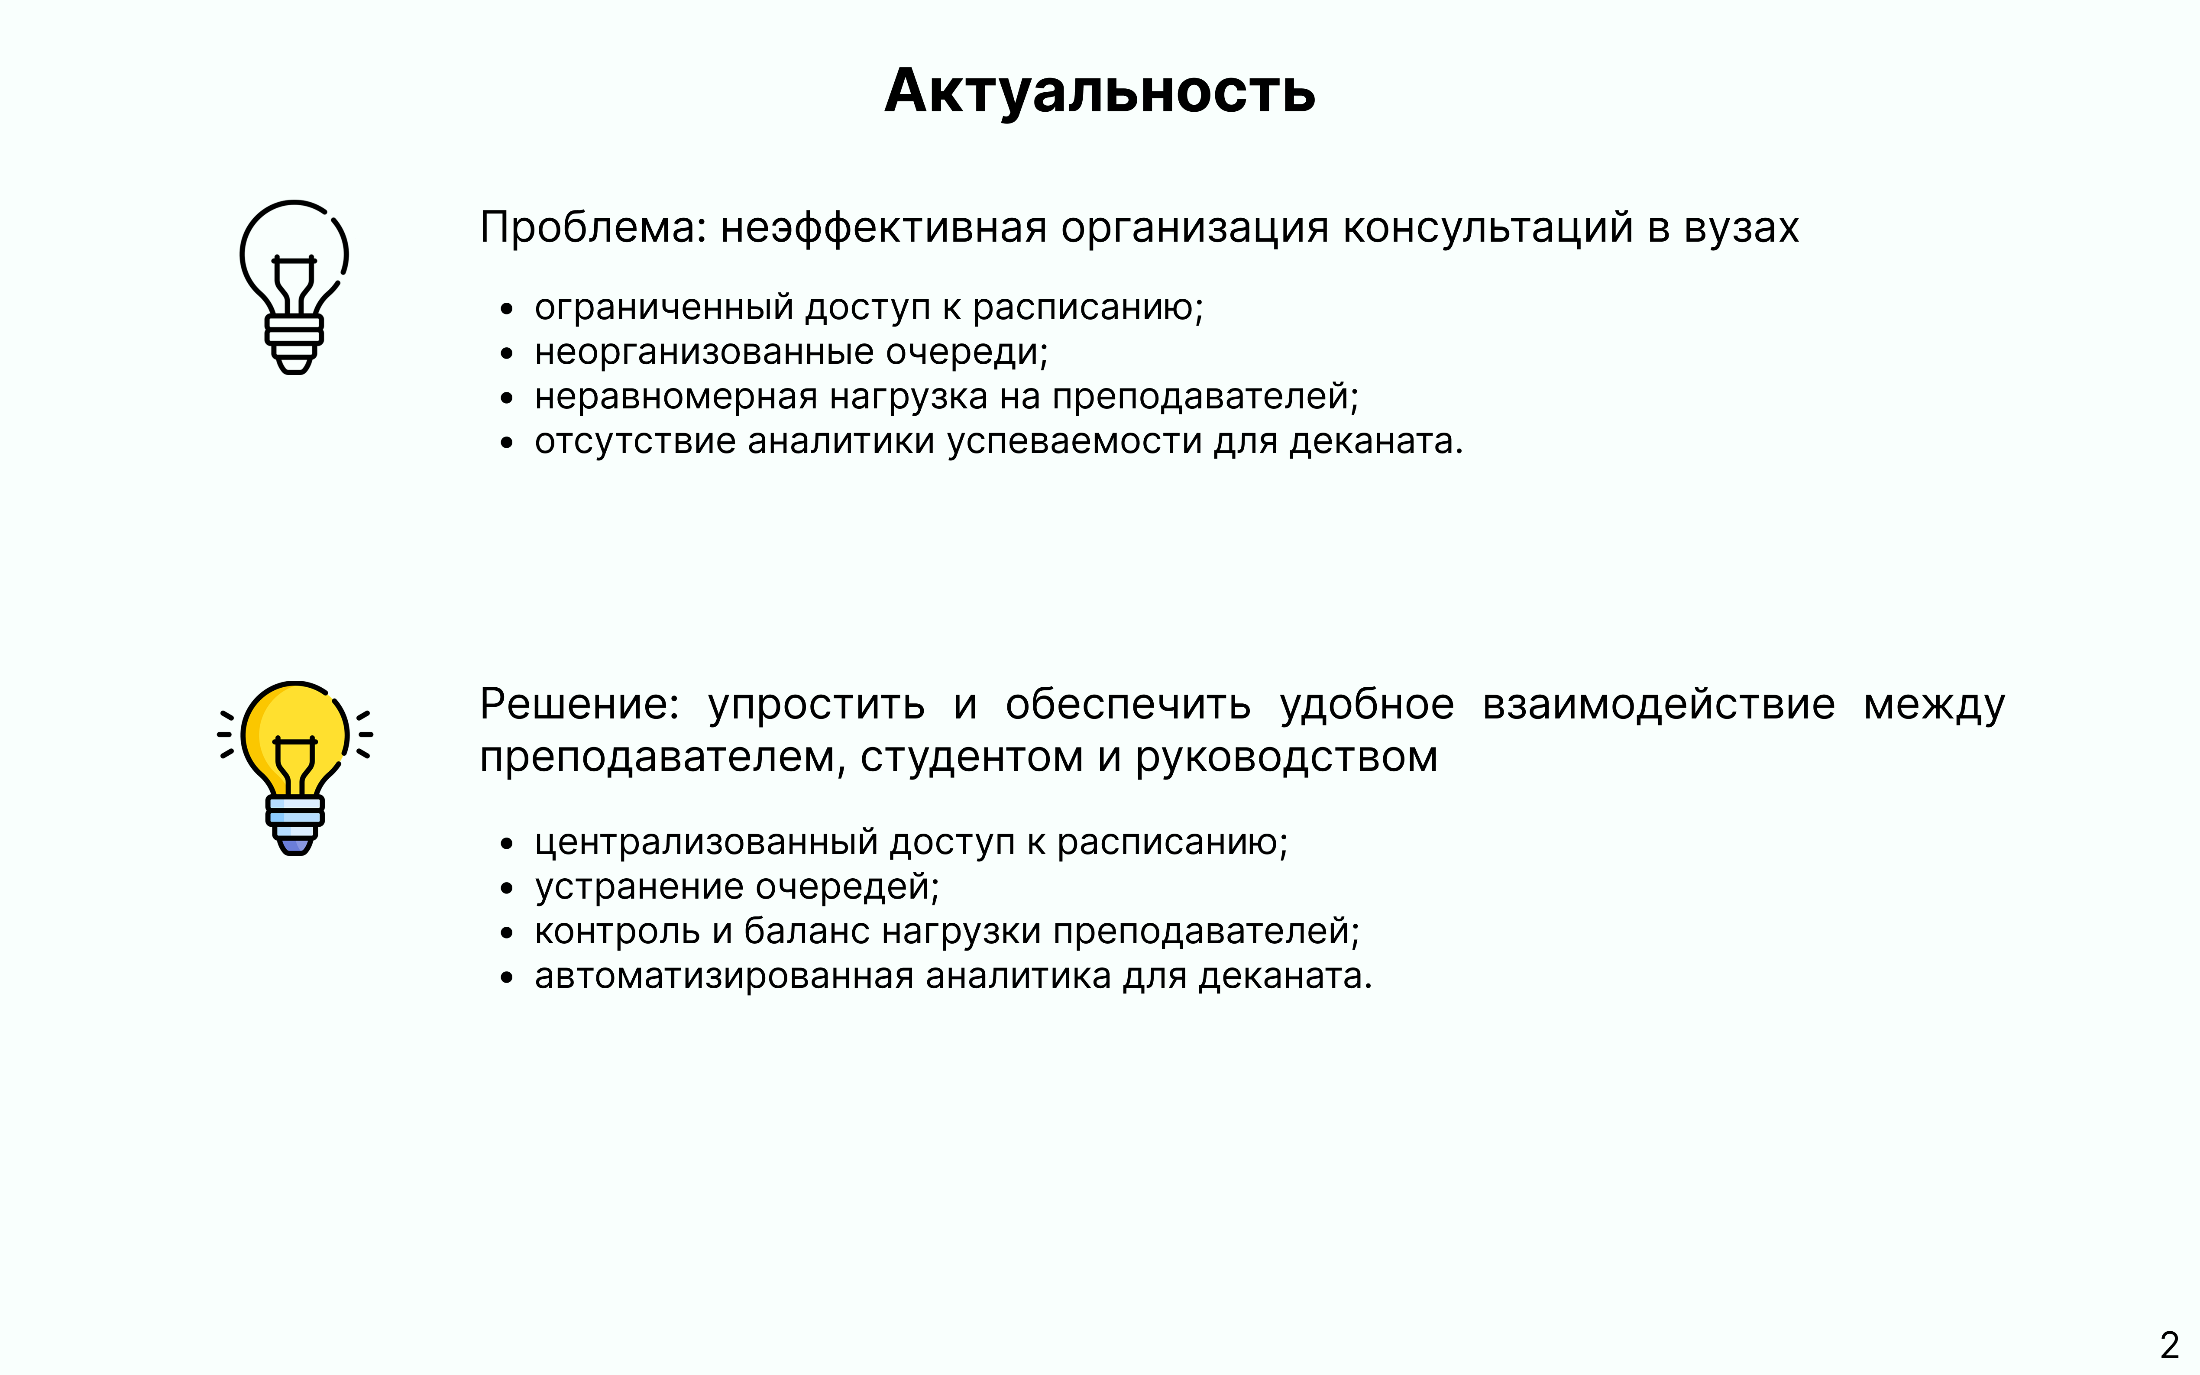 Актуальность
Проблема: неэффективная организация консультаций в вузах
• ограниченный доступ к расписанию;
• неорганизованные очереди;
• неравномерная нагрузка на преподавателей;
• отсутствие аналитики успеваемости для деканата.
Решение: упростить и обеспечить удобное взаимодействие между
преподавателем, студентом и руководством
• централизованный доступ к расписанию;
• устранение очередей;
• контроль и баланс нагрузки преподавателей;
• автоматизированная аналитика для деканата.
2